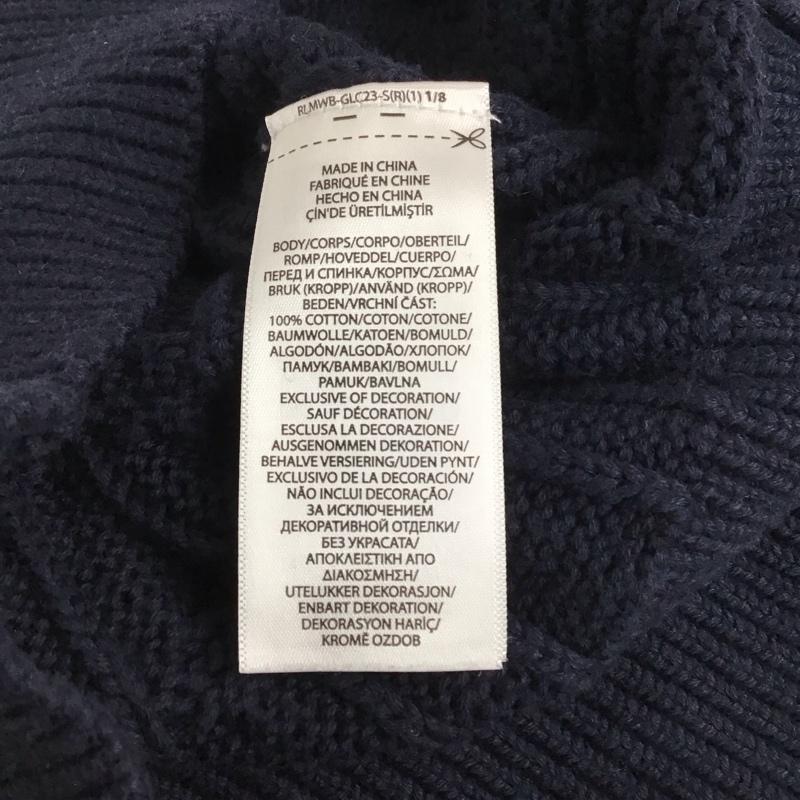 RLMWB-GLC23-S(R)(1) 1/8
MADE IN CHINA
FABRIQUÉ EN CHINE
HECHO EN CHINA
ÇİN'DE ÜRETİLMİŞTİR
BODY/CORPS/CORPO/OBERTEIL/
ROMP/HOVEDDEL/CUERPO/
ПЕРЕД И СПИНКА/КОРПУС/ΣΩΜΑ/
BRUK (KROPP)/ANVÄND (KROPP)/
BEDEN/VRCHNÍ ČÁST:
100% COTTON/COTON/COTONE/
BAUMWOLLE/KATOEN/BOMULD/
ALGODÓN/ALGODÃO/ХЛОПОК/
ПАМУК/BAMBAKI/BOMULL/
PAMUK/BAVLNA
EXCLUSIVE OF DECORATION/
SAUF DÉCORATION/
ESCLUSA LA DECORAZIONE/
AUSGENOMMEN DEKORATION/
BEHALVE VERSIERING/UDEN PYNT/
EXCLUSIVO DE LA DECORACIÓN/
NÃO INCLUI DECORAÇÃO/
ЗА ИСКЛЮЧЕНИЕМ
ДЕКОРАТИВНОЙ ОТДЕЛКИ/
БЕЗ УКРАСАТА/
ΑΠΟΚΛΕΙΣΤΙΚΗ ΑΠΟ
ΔΙΑΚΟΣΜΗΣΗ/
UTELUKKER DEKORASJON/
ENBART DEKORATION/
DEKORASYON HARİÇ/
KROMĚ OZDOB